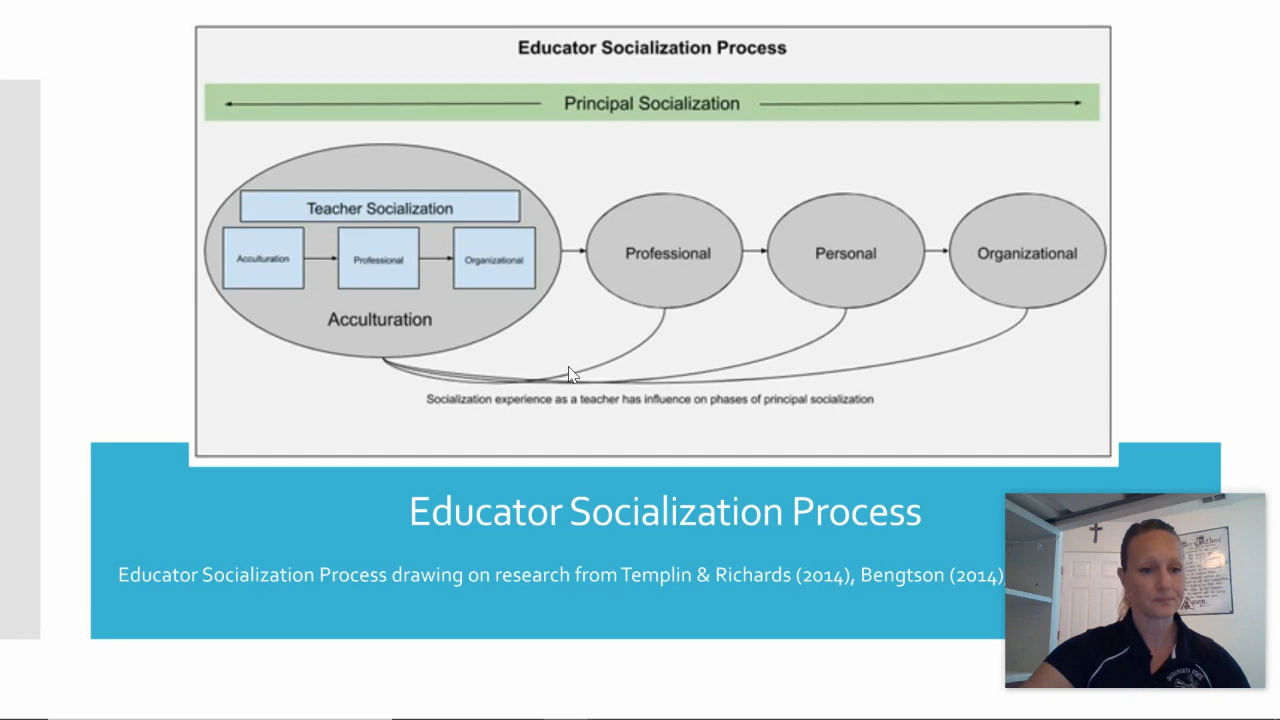 Educator Socialization Process
Principal Socialization
Teacher Socialization
Acculturation
Professional
Organizational
Acculturation
Professional
Personal
Organizational
Socialization experience as a teacher has influence on phases of principal socialization
Educator Socialization Process
Educator Socialization Process drawing on research from Templin & Richards (2014), Bengtson (2014)